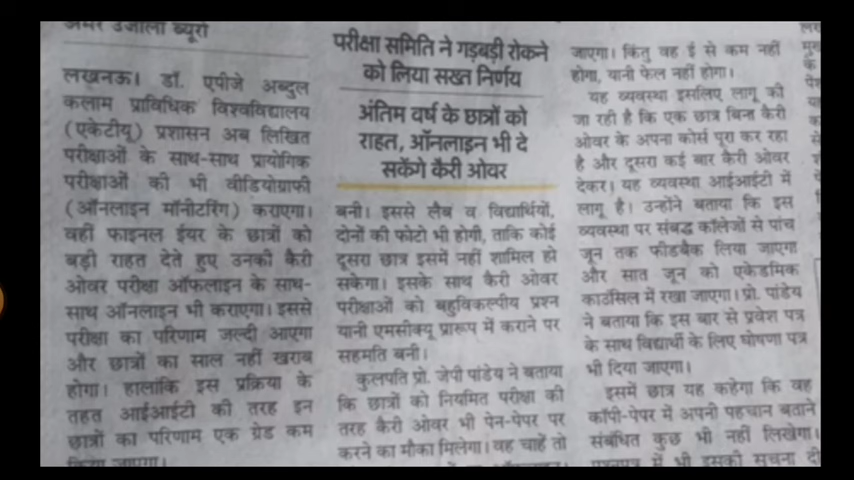 अमर उजाला ब्यूरो
लखनऊ। डॉ. एपीजे अब्दुल
कलाम प्राविधिक विश्वविद्यालय
(एकेटीयू) प्रशासन अब लिखित
परीक्षाओं के साथ-साथ प्रायोगिक
परीक्षाओं की भी वीडियोग्राफी
(ऑनलाइन मॉनीटरिंग) कराएगा।
वहीं फाइनल ईयर के छात्रों को
बड़ी राहत देते हुए उनकी कैरी
ओवर परीक्षा ऑफलाइन के साथ-
साथ ऑनलाइन भी कराएगा। इससे
परीक्षा का परिणाम जल्दी आएगा
और छात्रों का साल नहीं खराब
होगा। हालांकि इस प्रक्रिया के
तहत आईआईटी की तरह इन
छात्रों का परिणाम एक ग्रेड कम
किया जाएगा।
परीक्षा समिति ने गड़बड़ी रोकने
को लिया सख्त निर्णय
अंतिम वर्ष के छात्रों को
राहत, ऑनलाइन भी दे
सकेंगे कैरी ओवर
बनी। इससे लैब व विद्यार्थियों,
दोनों की फोटो भी होगी, ताकि कोई
दूसरा छात्र इसमें नहीं शामिल हो
सकेगा। इसके साथ कैरी ओवर
परीक्षाओं को बहुविकल्पीय प्रश्न
यानी एमसीक्यू प्रारूप में कराने पर
सहमति बनी।
कुलपति प्रो. जेपी पांडेय ने बताया
कि छात्रों को नियमित परीक्षा की
तरह कैरी ओवर भी पेन-पेपर पर
करने का मौका मिलेगा। वह चाहें तो
जाएगा। किंतु वह ई से कम नहीं
होगा, यानी फेल नहीं होगा।
यह व्यवस्था इसलिए लागू की
जा रही है कि एक छात्र बिना कैरी
ओवर के अपना कोर्स पूरा कर रहा
है और दूसरा कई बार कैरी ओवर
देकर। यह व्यवस्था आईआईटी में
लागू है। उन्होंने बताया कि इस
व्यवस्था पर संबद्ध कॉलेजों से पांच
जून तक फीडबैक लिया जाएगा
और सात जून को एकेडमिक
काउंसिल में रखा जाएगा। प्रो. पांडेय
ने बताया कि इस बार से प्रवेश पत्र
के साथ विद्यार्थी के लिए घोषणा पत्र
भी दिया जाएगा।
इसमें छात्र यह कहेगा कि वह
कॉपी-पेपर में अपनी पहचान बताने
संबंधित कुछ भी नहीं लिखेगा।
प्रश्नपत्र में भी इसकी सूचना दी